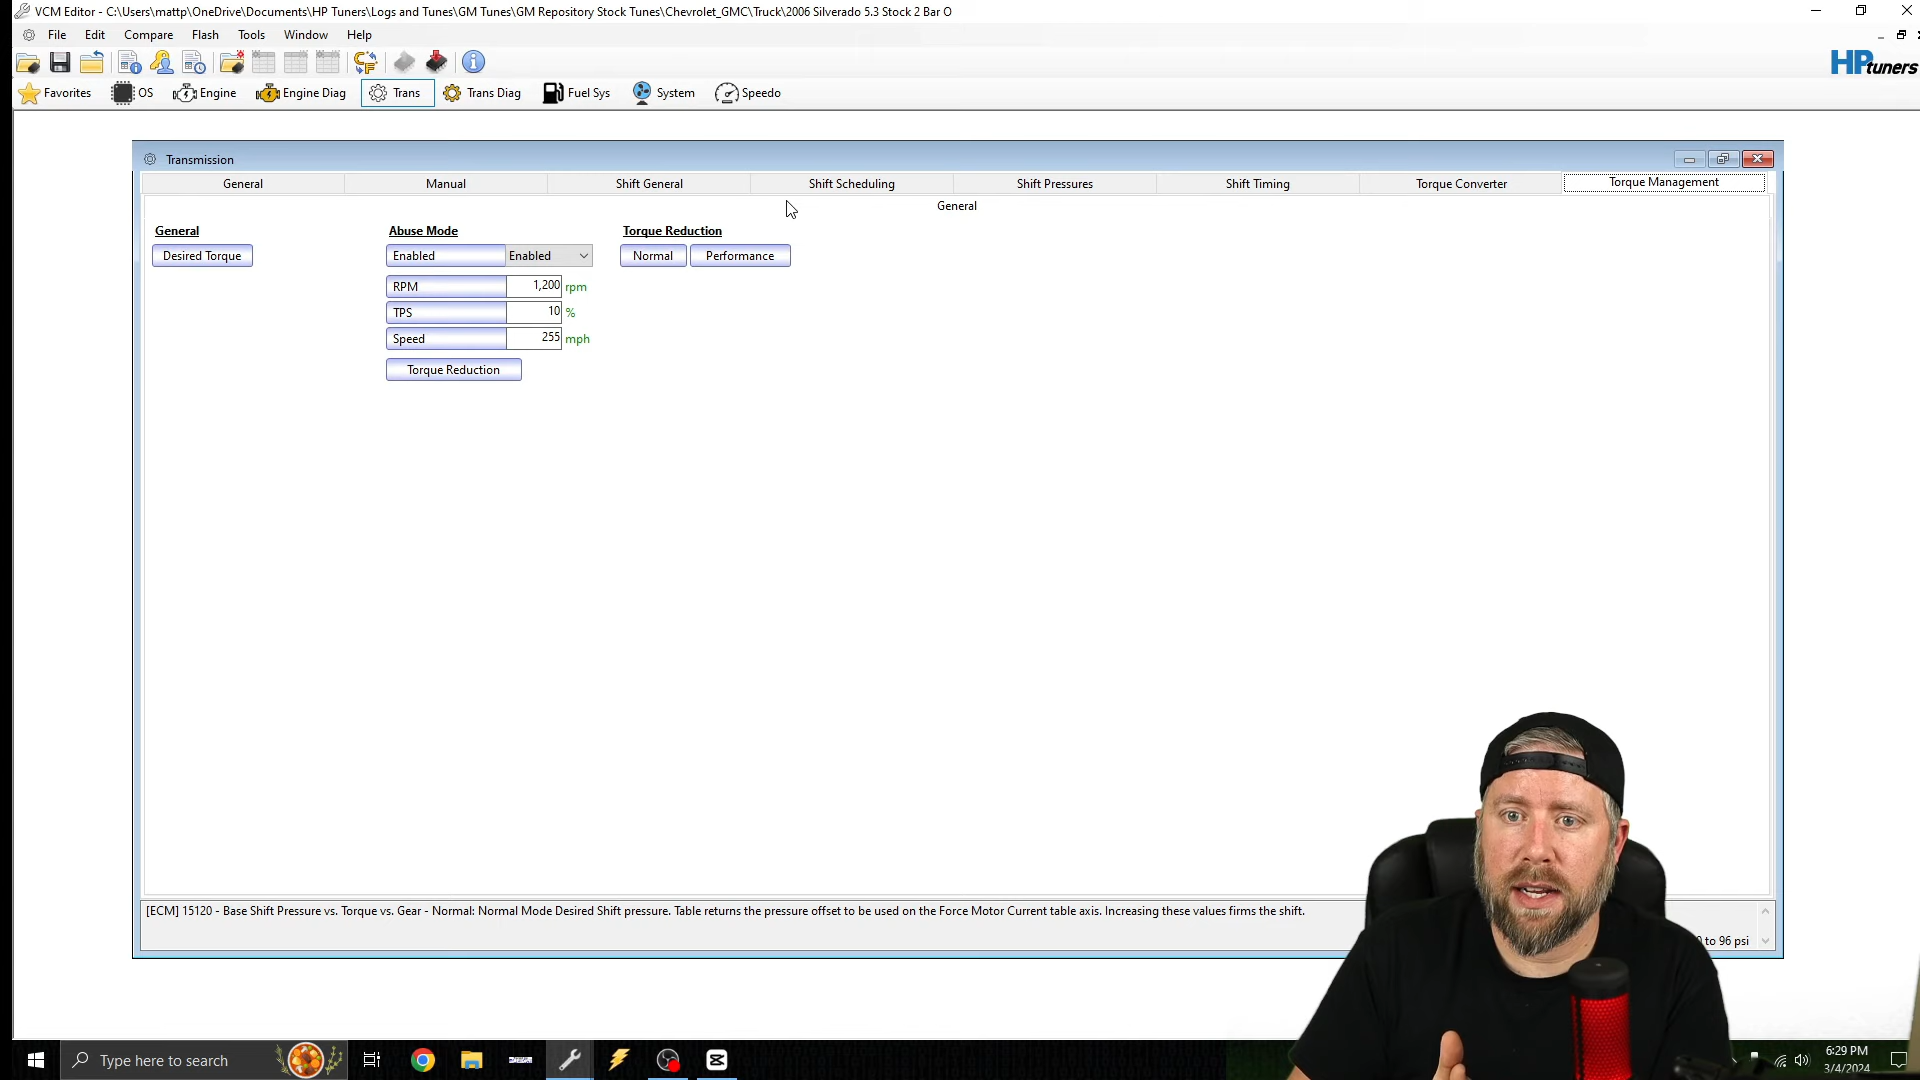 VCM Editor - C:\Users\mattp\OneDrive\Documents\HP Tuners\Logs and Tunes\GM Tunes\GM Repository Stock Tunes\Chevrolet_GMC\Truck\2006 Silverado 5.3 Stock 2 Bar O
File Edit Compare Flash Tools Window Help
HP tuners
Favorites OS Engine Engine Diag Trans Trans Diag Fuel Sys System Speedo
Transmission
General Manual Shift General Shift Scheduling Shift Pressures Shift Timing Torque Converter Torque Management
General
General Abuse Mode Torque Reduction
Desired Torque Enabled Enabled Normal Performance
RPM 1,200 rpm
TPS 10 %
Speed 255 mph
Torque Reduction
[ECM] 15120 - Base Shift Pressure vs. Torque vs. Gear - Normal: Normal Mode Desired Shift pressure. Table returns the pressure offset to be used on the Force Motor Current table axis. Increasing these values firms the shift.
to 96 psi
Type here to search
6:29 PM
3/4/2024